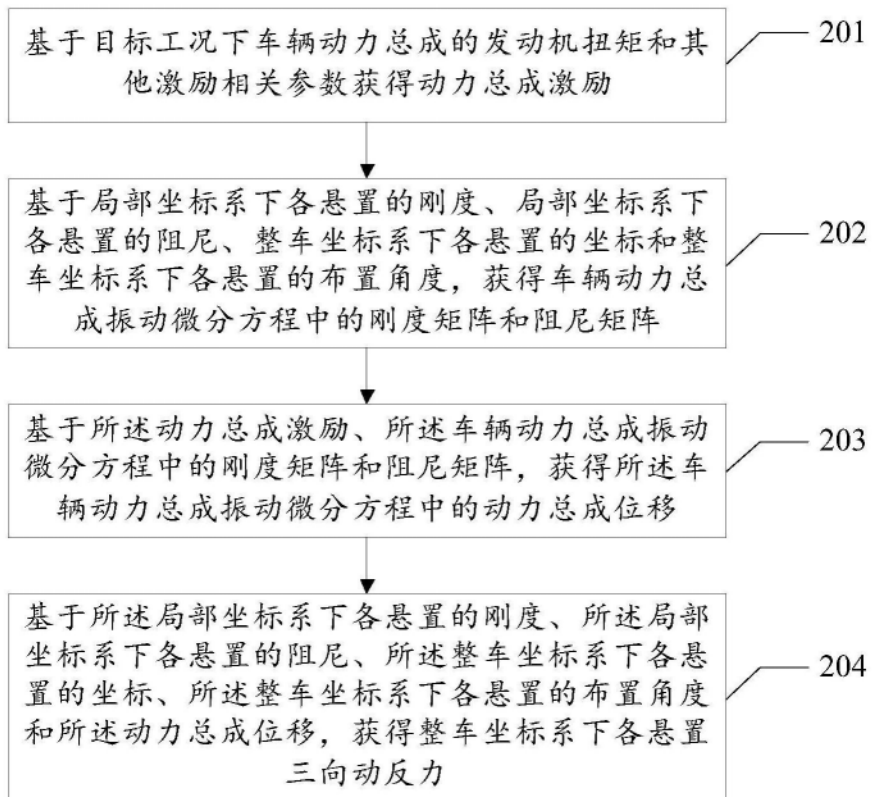 基于目标工况下车辆动力总成的发动机扭矩和其
他激励相关参数获得动力总成激励
201
基于局部坐标系下各悬置的刚度、局部坐标系下
各悬置的阻尼、整车坐标系下各悬置的坐标和整
车坐标系下各悬置的布置角度，获得车辆动力总
成振动微分方程中的刚度矩阵和阻尼矩阵
202
基于所述动力总成激励、所述车辆动力总成振动
微分方程中的刚度矩阵和阻尼矩阵，获得所述车
辆动力总成振动微分方程中的动力总成位移
203
基于所述局部坐标系下各悬置的刚度、所述局部
坐标系下各悬置的阻尼、所述整车坐标系下各悬
置的坐标、所述整车坐标系下各悬置的布置角度
和所述动力总成位移，获得整车坐标系下各悬置
三向动反力
204